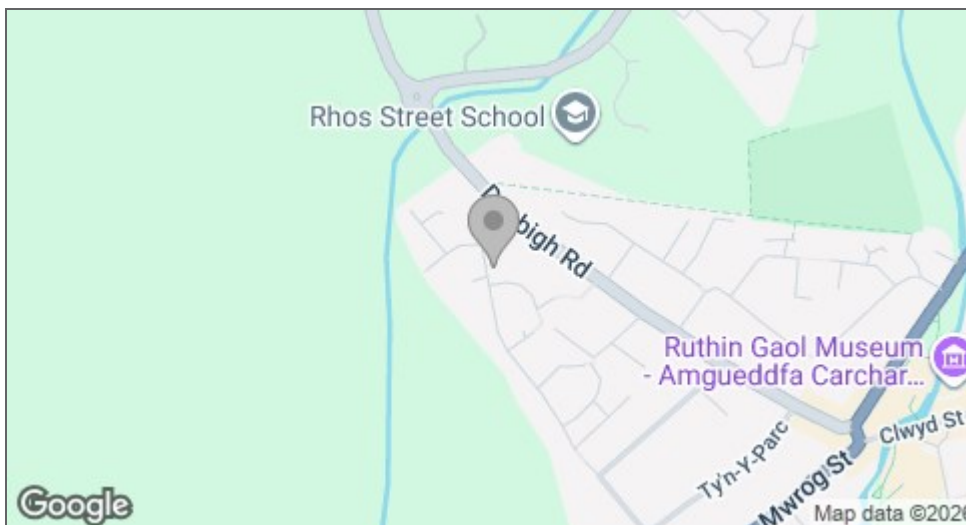 Rhos Street School
bigh Rd
Ruthin Gaol Museum
- Amgueddfa Carchar...
Clwyd St
Ty'n-Y-Parc
Mwrog St
Google
Map data ©2026